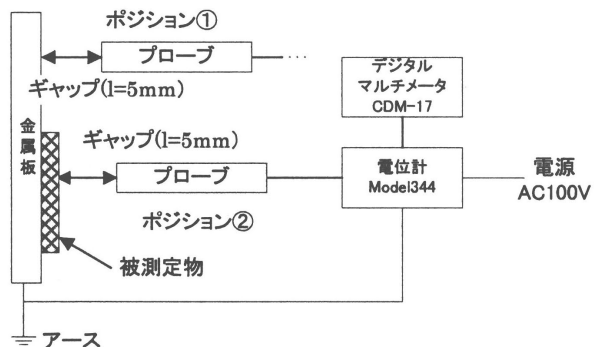 ポジション①
プローブ
ギャップ(l=5mm)
デジタル
マルチメータ
CDM-17
金属板
ギャップ(l=5mm)
プローブ
電位計
Model344
電源
AC100V
ポジション②
被測定物
アース